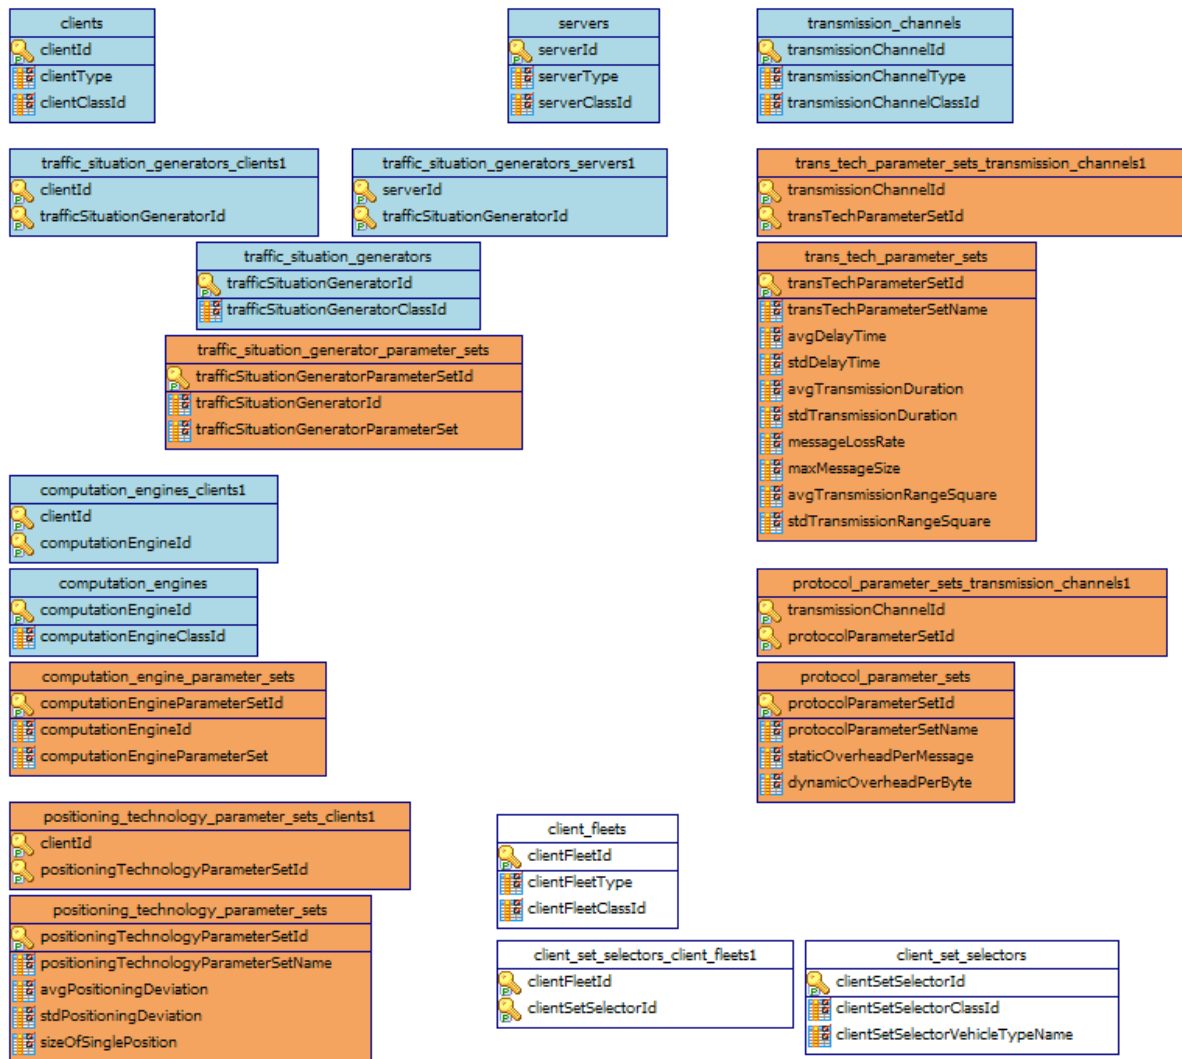 clients
clientId
clientType
clientClassId
servers
serverId
serverType
serverClassId
transmission_channels
transmissionChannelId
transmissionChannelType
transmissionChannelClassId
traffic_situation_generators_clients1
clientId
trafficSituationGeneratorId
traffic_situation_generators_servers1
serverId
trafficSituationGeneratorId
trans_tech_parameter_sets_transmission_channels1
transmissionChannelId
transTechParameterSetId
traffic_situation_generators
trafficSituationGeneratorId
trafficSituationGeneratorClassId
trans_tech_parameter_sets
transTechParameterSetId
transTechParameterSetName
avgDelayTime
stdDelayTime
avgTransmissionDuration
stdTransmissionDuration
messageLossRate
maxMessageSize
avgTransmissionRangeSquare
stdTransmissionRangeSquare
traffic_situation_generator_parameter_sets
trafficSituationGeneratorParameterSetId
trafficSituationGeneratorId
trafficSituationGeneratorParameterSet
computation_engines_clients1
clientId
computationEngineId
computation_engines
computationEngineId
computationEngineClassId
protocol_parameter_sets_transmission_channels1
transmissionChannelId
protocolParameterSetId
computation_engine_parameter_sets
computationEngineParameterSetId
computationEngineId
computationEngineParameterSet
protocol_parameter_sets
protocolParameterSetId
protocolParameterSetName
staticOverheadPerMessage
dynamicOverheadPerByte
positioning_technology_parameter_sets_clients1
clientId
positioningTechnologyParameterSetId
client_fleets
clientFleetId
clientFleetType
clientFleetClassId
positioning_technology_parameter_sets
positioningTechnologyParameterSetId
positioningTechnologyParameterSetName
avgPositioningDeviation
stdPositioningDeviation
sizeOfSinglePosition
client_set_selectors_client_fleets1
clientFleetId
clientSetSelectorId
client_set_selectors
clientSetSelectorId
clientSetSelectorClassId
clientSetSelectorVehicleTypeName